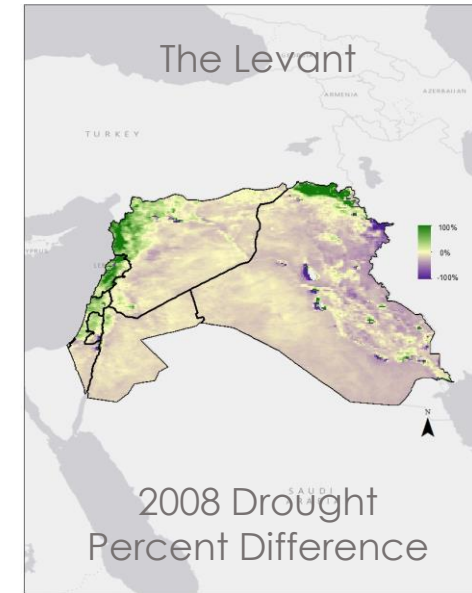 The Levant
ARMENIA
AZERBAIJAN
TURKEY
100%
0%
-100%
N
SAUDI
2008 Drought
Percent Difference